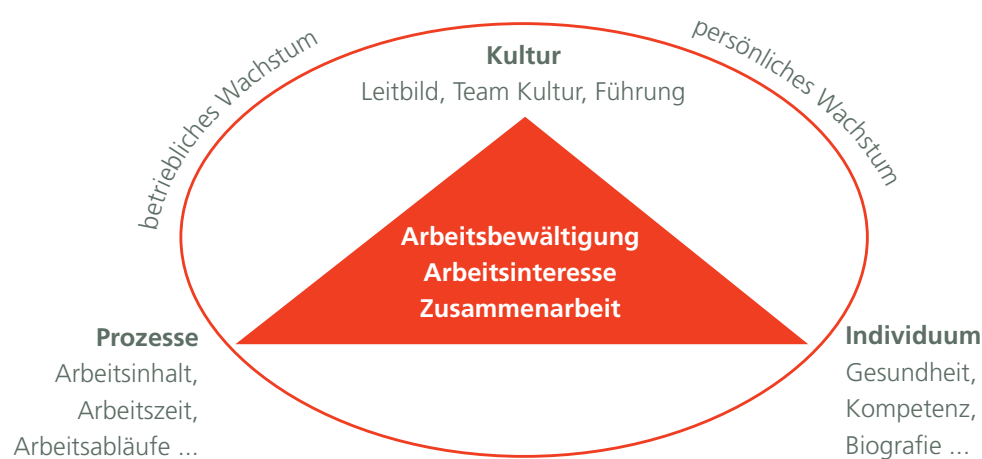 betriebliches Wachstum
persönliches Wachstum
Kultur
Leitbild, Team Kultur, Führung
Arbeitsbewältigung
Arbeitsinteresse
Zusammenarbeit
Prozesse
Arbeitsinhalt,
Arbeitszeit,
Arbeitsabläufe ...
Individuum
Gesundheit,
Kompetenz,
Biografie ...